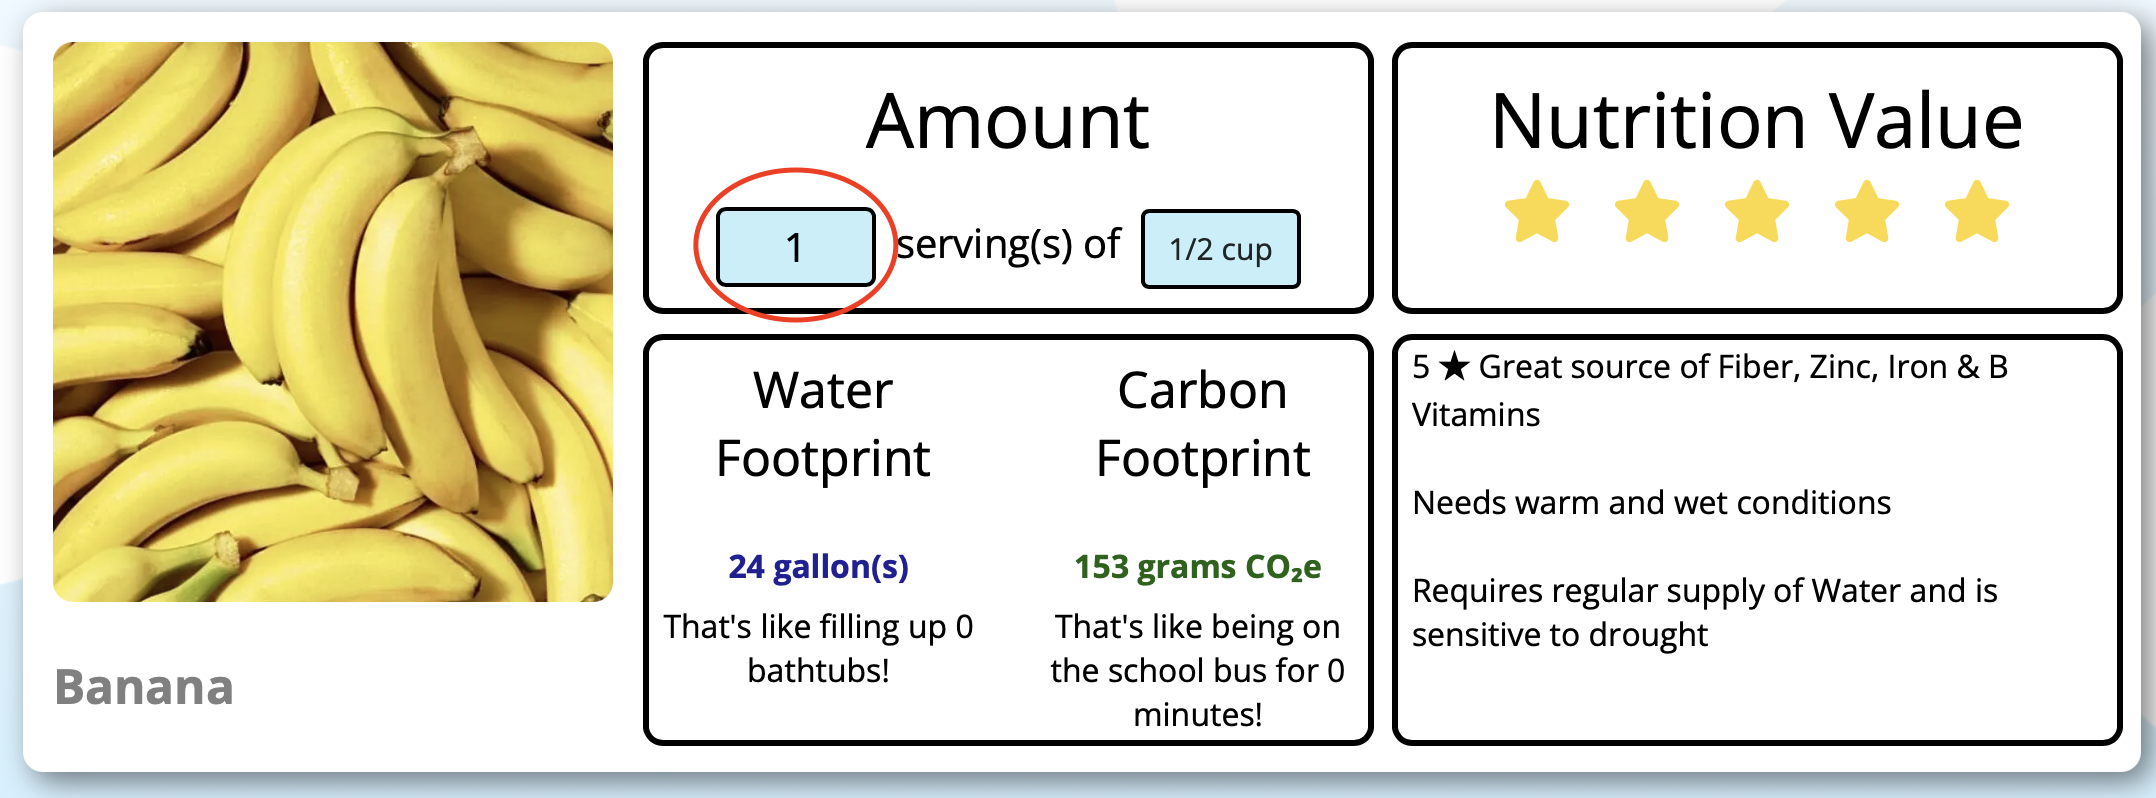 Amount
1 serving(s) of 1/2 cup
Nutrition Value
Water
Footprint
24 gallon(s)
That's like filling up 0
bathtubs!
Carbon
Footprint
153 grams CO₂e
That's like being on
the school bus for 0
minutes!
5 ★ Great source of Fiber, Zinc, Iron & B
Vitamins
Needs warm and wet conditions
Requires regular supply of Water and is
sensitive to drought
Banana